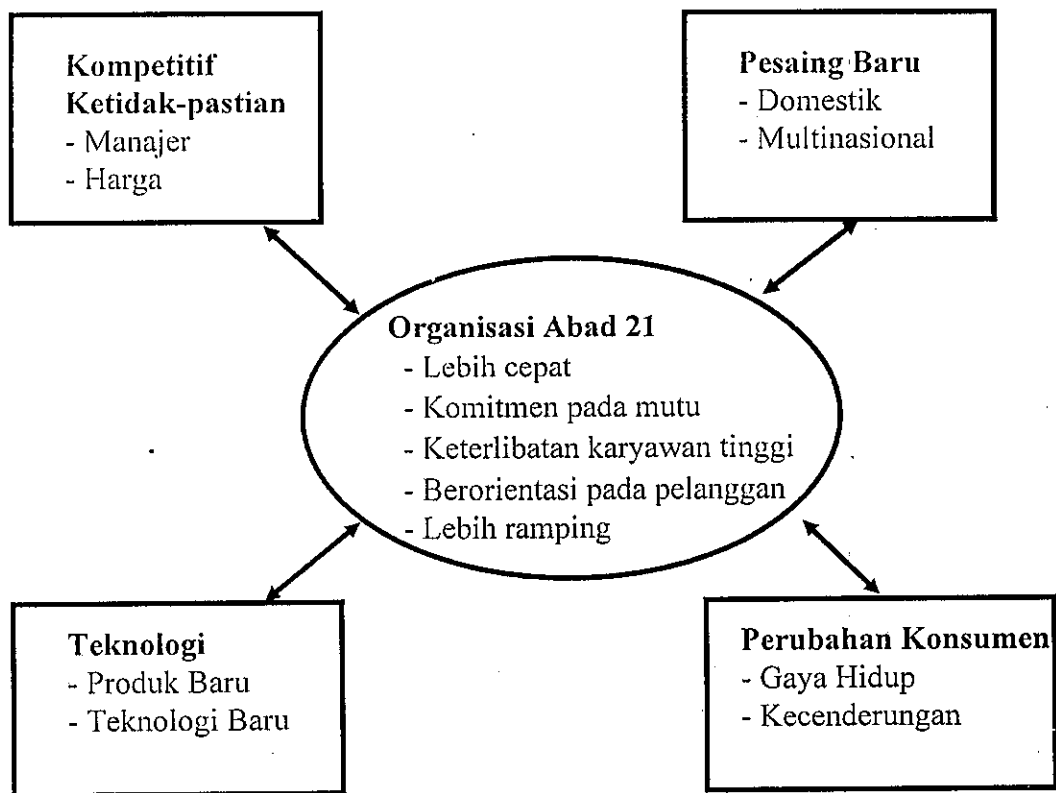 Kompetitif
Ketidak-pastian
- Manajer
- Harga
Pesaing Baru
- Domestik
- Multinasional
Organisasi Abad 21
- Lebih cepat
- Komitmen pada mutu
- Keterlibatan karyawan tinggi
- Berorientasi pada pelanggan
- Lebih ramping
Teknologi
- Produk Baru
- Teknologi Baru
Perubahan Konsumen
- Gaya Hidup
- Kecenderungan